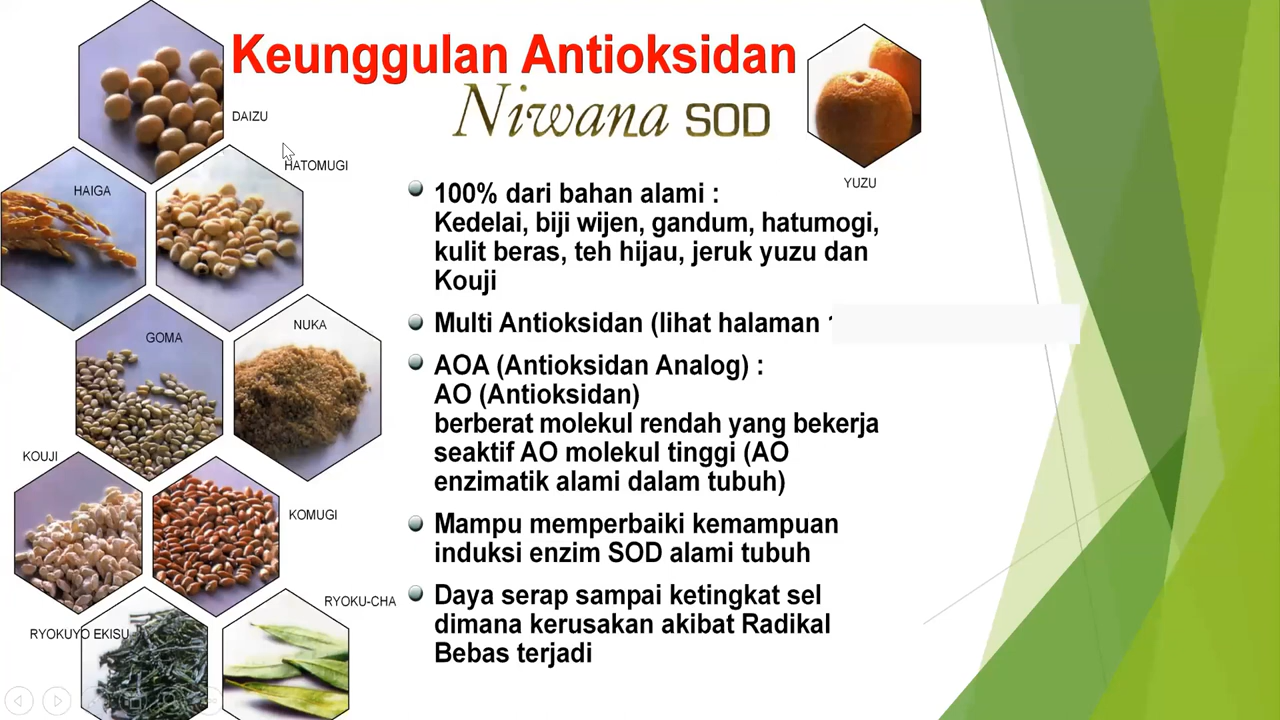 Keunggulan Antioksidan
Niwana SOD
DAIZU
HATOMUGI
HAIGA
YUZU
GOMA
NUKA
KOUJI
KOMUGI
RYOKU-CHA
RYOKUYO EKISU
100% dari bahan alami :
Kedelai, biji wijen, gandum, hatumogi,
kulit beras, teh hijau, jeruk yuzu dan
Kouji
Multi Antioksidan (lihat halaman
AOA (Antioksidan Analog) :
AO (Antioksidan)
berberat molekul rendah yang bekerja
seaktif AO molekul tinggi (AO
enzimatik alami dalam tubuh)
Mampu memperbaiki kemampuan
induksi enzim SOD alami tubuh
Daya serap sampai ketingkat sel
dimana kerusakan akibat Radikal
Bebas terjadi